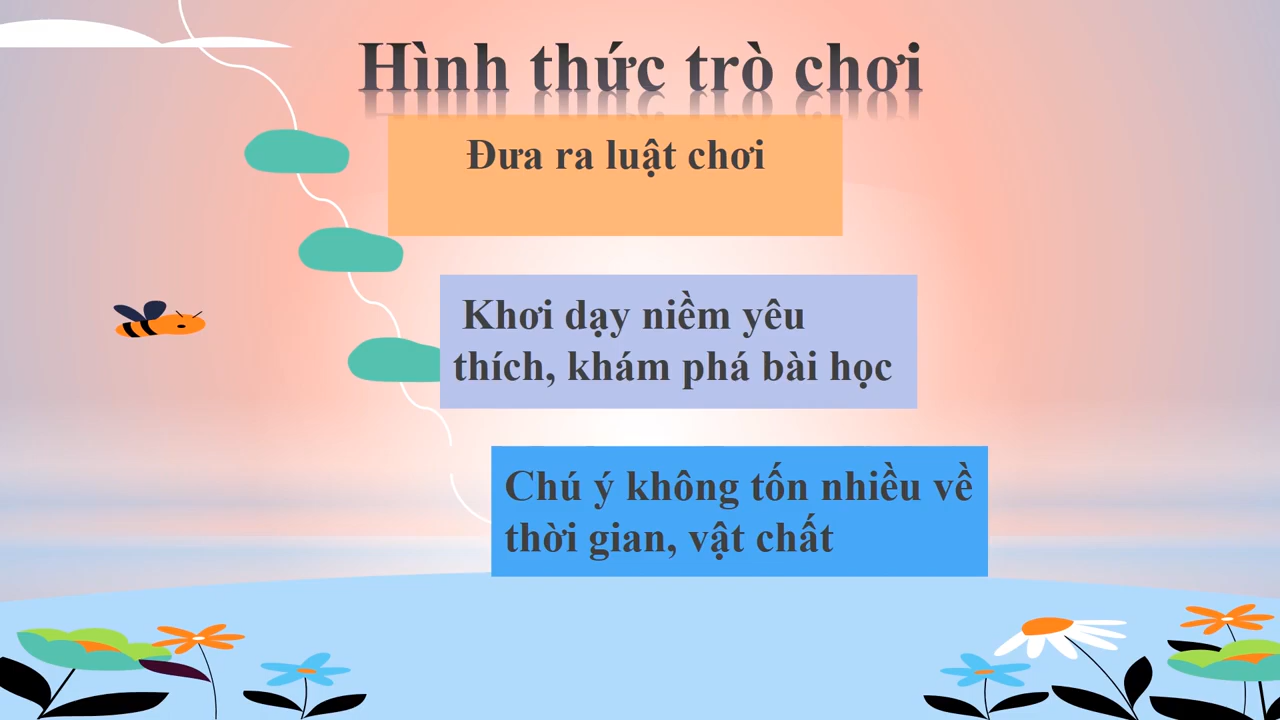 Hình thức trò chơi
Đưa ra luật chơi
Khơi dạy niềm yêu
thích, khám phá bài học
Chú ý không tốn nhiều về
thời gian, vật chất